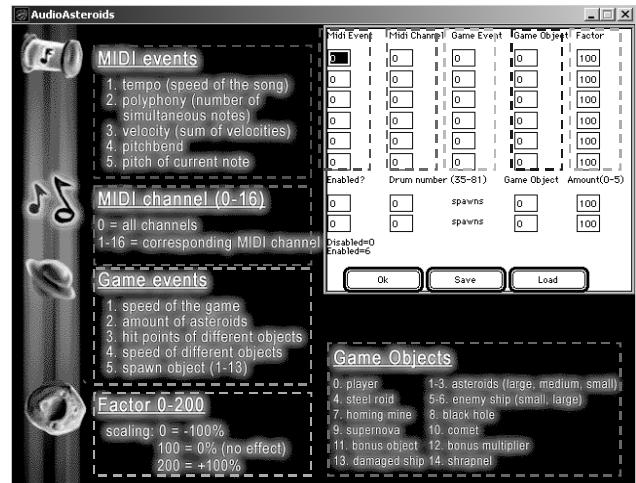 AudioAsteroids
MIDI events
1. tempo (speed of the song)
2. polyphony (number of
simultaneous notes)
3. velocity (sum of velocities)
4. pitchbend
5. pitch of current note
MIDI channel (0-16)
0 = all channels
1-16 = corresponding MIDI channel
Game events
1. speed of the game
2. amount of asteroids
3. hit points of different objects
4. speed of different objects
5. spawn object (1-13)
Factor 0-200
scaling: 0 = -100%
100 = 0% (no effect)
200 = +100%
Midi Event Midi Channel Game Event Game Object Factor
0 0 0 0 100
0 0 0 0 100
0 0 0 0 100
0 0 0 0 100
0 0 0 0 100
0 0 0 0 100
Enabled? Drum number (35-81) Game Object Amount(0-5)
0 0 spawns 0 100
0 0 spawns 0 100
Disabled=0
Enabled=6
Ok Save Load
Game Objects
0. player 1-3. asteroids (large, medium, small)
4. steel roid 5-6. enemy ship (small, large)
7. homing mine 8. black hole
9. supernova 10. comet
11. bonus object 12. bonus multiplier
13. damaged ship 14. shrapnel